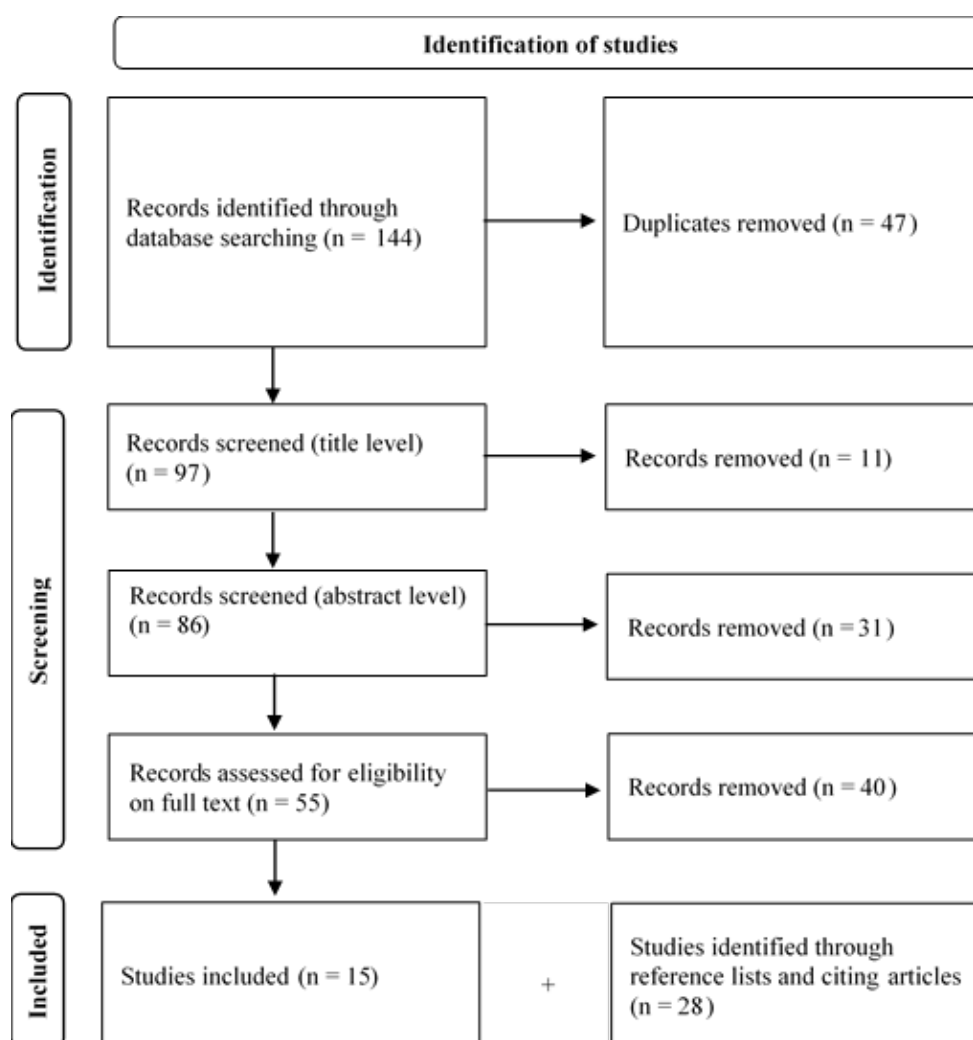 Identification of studies
Identification
Records identified through
database searching (n = 144)
Duplicates removed (n = 47)
Screening
Records screened (title level)
(n = 97)
Records removed (n = 11)
Records screened (abstract level)
(n = 86)
Records removed (n = 31)
Records assessed for eligibility
on full text (n = 55)
Records removed (n = 40)
Included
Studies included (n = 15)
+
Studies identified through
reference lists and citing articles
(n = 28)